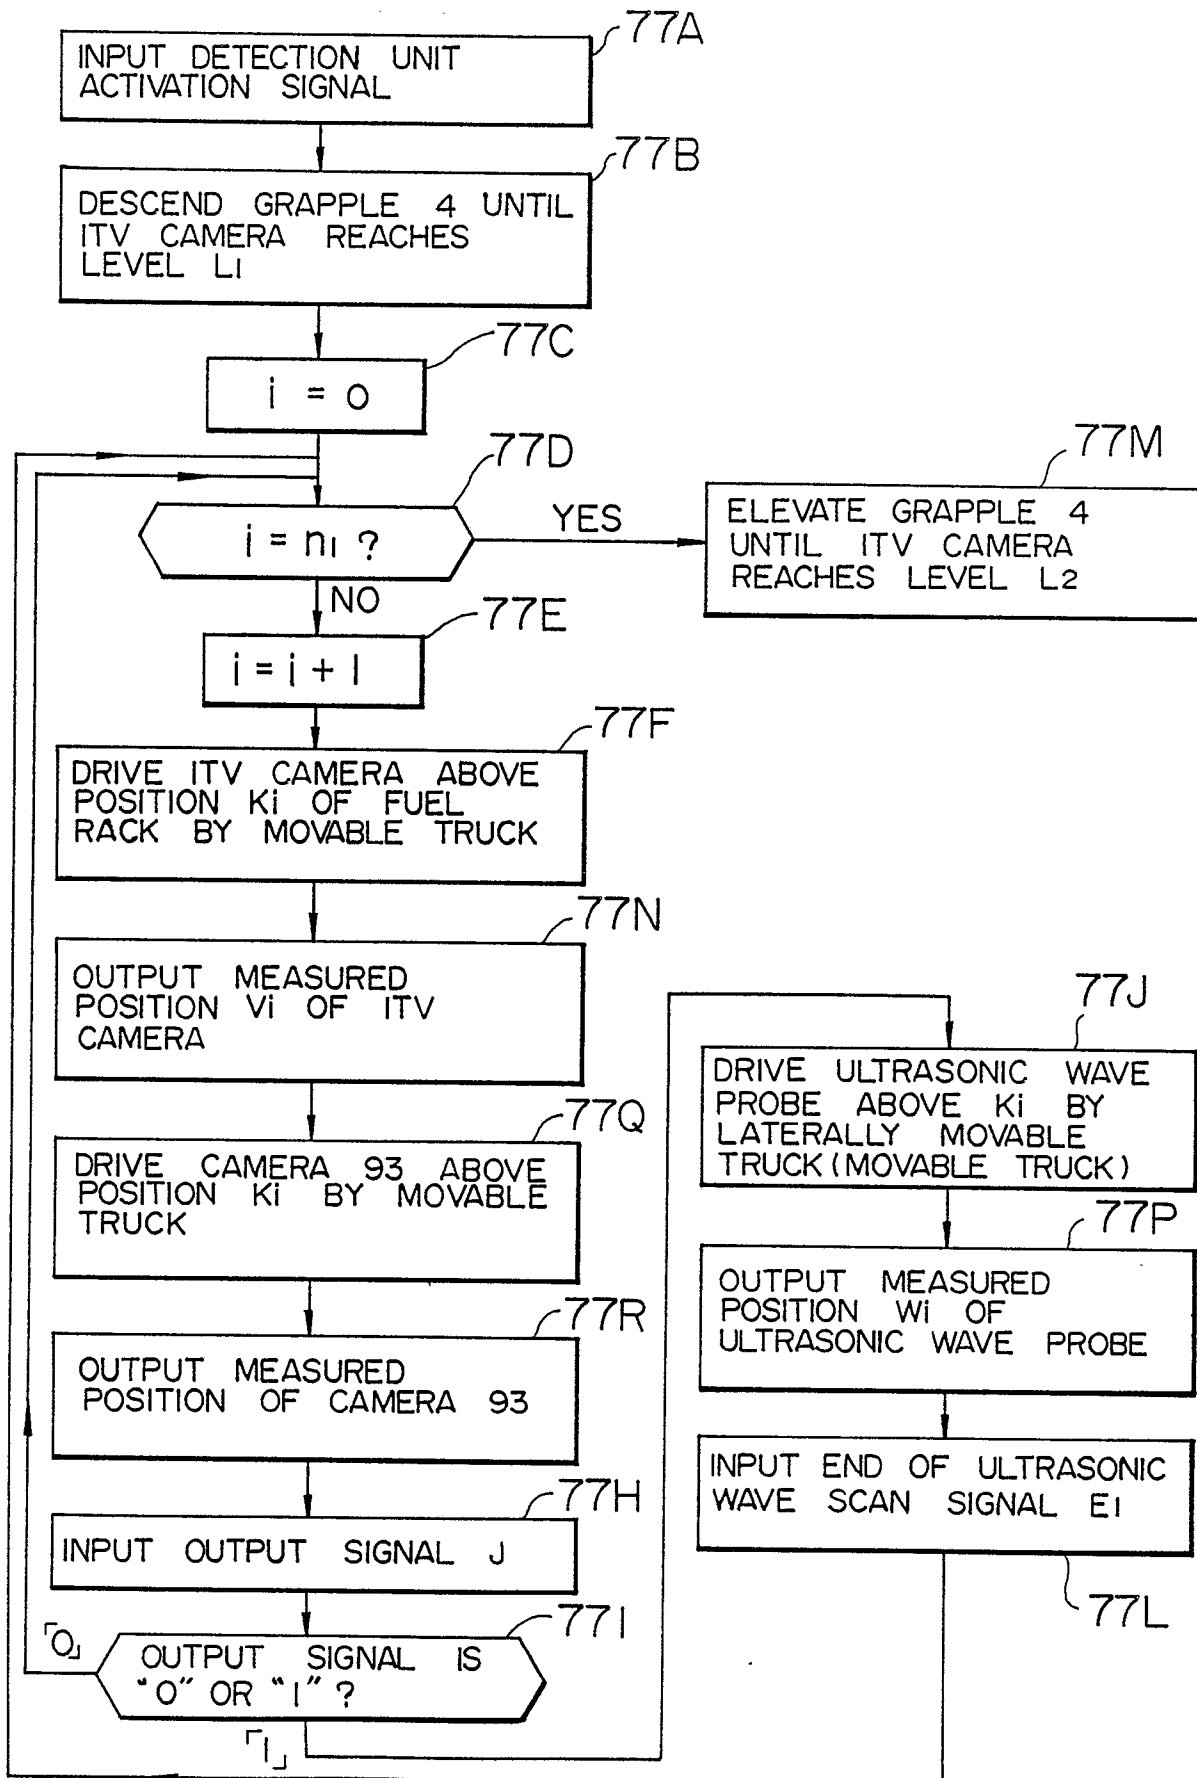 77A
INPUT DETECTION UNIT
ACTIVATION SIGNAL
77B
DESCEND GRAPPLE 4 UNTIL
ITV CAMERA REACHES
LEVEL L1
77C
i = 0
77D
i = n1 ?
YES
NO
77M
ELEVATE GRAPPLE 4
UNTIL ITV CAMERA
REACHES LEVEL L2
77E
i = i + 1
77F
DRIVE ITV CAMERA ABOVE
POSITION Ki OF FUEL
RACK BY MOVABLE TRUCK
77N
OUTPUT MEASURED
POSITION Vi OF ITV
CAMERA
77Q
DRIVE CAMERA 93 ABOVE
POSITION Ki BY MOVABLE
TRUCK
77R
OUTPUT MEASURED
POSITION OF CAMERA 93
77H
INPUT OUTPUT SIGNAL J
77I
OUTPUT SIGNAL IS
"0" OR "1" ?
「0」
「1」
77J
DRIVE ULTRASONIC WAVE
PROBE ABOVE Ki BY
LATERALLY MOVABLE
TRUCK (MOVABLE TRUCK)
77P
OUTPUT MEASURED
POSITION Wi OF
ULTRASONIC WAVE PROBE
INPUT END OF ULTRASONIC
WAVE SCAN SIGNAL E1
77L